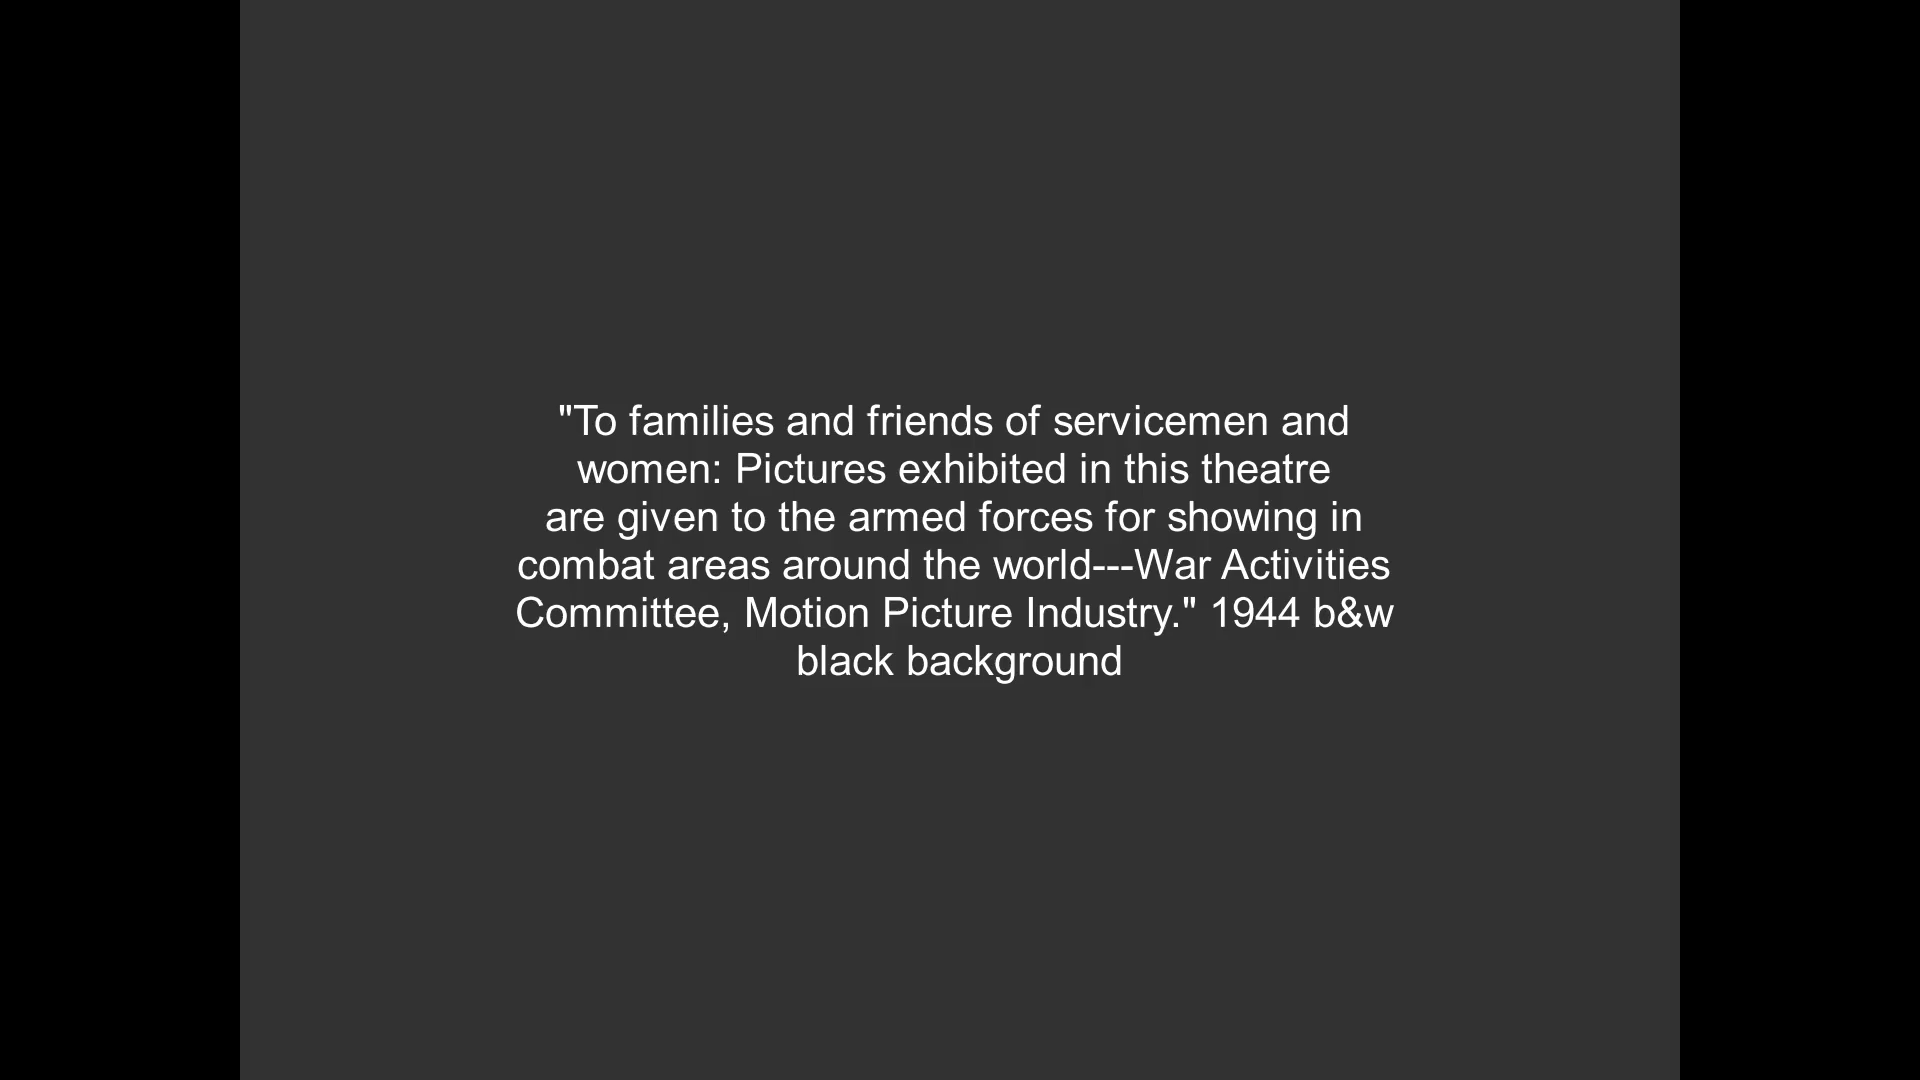 "To families and friends of servicemen and
women: Pictures exhibited in this theatre
are given to the armed forces for showing in
combat areas around the world---War Activities
Committee, Motion Picture Industry." 1944 b&w
black background